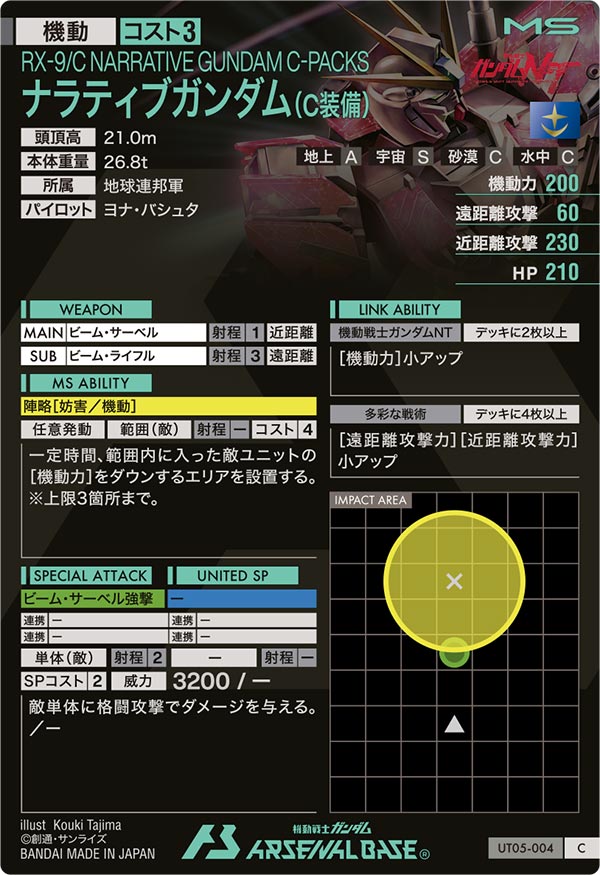 機動 コスト3 MS
RX-9/C NARRATIVE GUNDAM C-PACKS
ナラティブガンダム(C装備)
ガンダムNT
頭頂高 21.0m
本体重量 26.8t
所属 地球連邦軍
パイロット ヨナ・バシュタ
地上 A 宇宙 S 砂漠 C 水中 C
機動力 200
遠距離攻撃 60
近距離攻撃 230
HP 210
WEAPON
MAIN ビーム・サーベル 射程 1 近距離
SUB ビーム・ライフル 射程 3 遠距離
MS ABILITY
陣略[妨害/機動]
任意発動 範囲(敵) 射程 ー コスト 4
一定時間、範囲内に入った敵ユニットの
[機動力]をダウンするエリアを設置する。
※上限3箇所まで。
LINK ABILITY
機動戦士ガンダムNT デッキに2枚以上
[機動力]小アップ
多彩な戦術 デッキに4枚以上
[遠距離攻撃力][近距離攻撃力]
小アップ
IMPACT AREA
SPECIAL ATTACK UNITED SP
ビーム・サーベル強撃 ー
連携 ー 連携 ー
連携 ー 連携 ー
単体(敵) 射程 2 ー 射程 ー
SPコスト 2 威力 3200 / ー
敵単体に格闘攻撃でダメージを与える。
/ー
illust Kouki Tajima
©創通・サンライズ
BANDAI MADE IN JAPAN
機動戦士ガンダム
ARSENAL BASE®
UT05-004 C